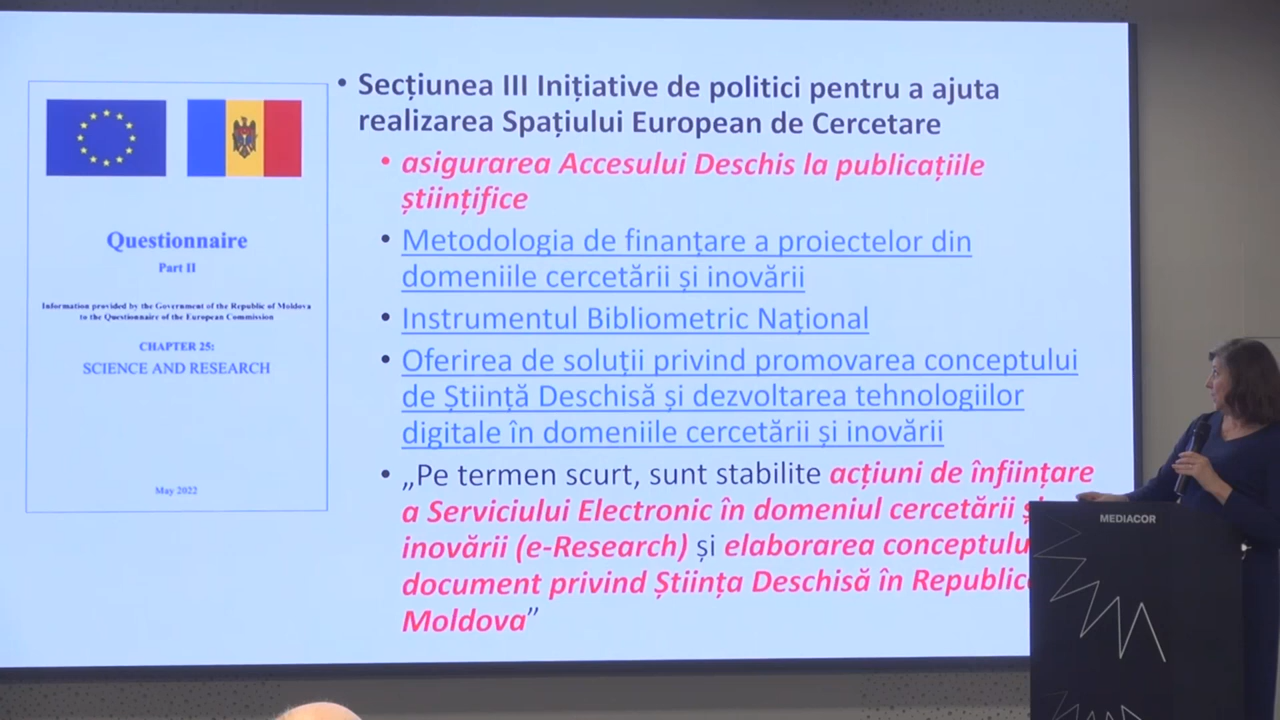 Questionnaire
Part II
Information provided by the Government of the Republic of Moldova
to the Questionnaire of the European Commission
CHAPTER 25:
SCIENCE AND RESEARCH
May 2022
• Secțiunea III Inițiative de politici pentru a ajuta
realizarea Spațiului European de Cercetare
• asigurarea Accesului Deschis la publicațiile
științifice
• Metodologia de finanțare a proiectelor din
domeniile cercetării și inovării
• Instrumentul Bibliometric Național
• Oferirea de soluții privind promovarea conceptului
de Știință Deschisă și dezvoltarea tehnologiilor
digitale în domeniile cercetării și inovării
• „Pe termen scurt, sunt stabilite acțiuni de înființare
a Serviciului Electronic în domeniul cercetării
inovării (e-Research) și elaborarea
document privind Știința Deschisă în
Moldova”
MEDIACOR